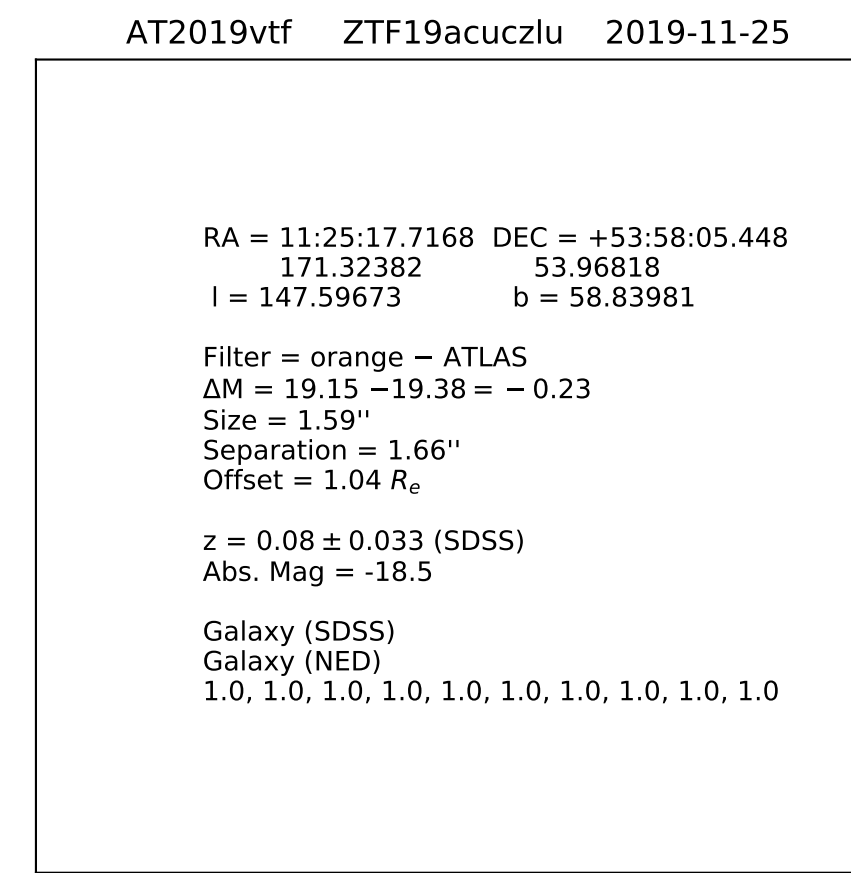 AT2019vtf ZTF19acuczlu 2019-11-25
RA = 11:25:17.7168 DEC = +53:58:05.448
171.32382 53.96818
l = 147.59673 b = 58.83981
Filter = orange − ATLAS
ΔM = 19.15 −19.38 = − 0.23
Size = 1.59''
Separation = 1.66''
Offset = 1.04 Re
z = 0.08 ± 0.033 (SDSS)
Abs. Mag = -18.5
Galaxy (SDSS)
Galaxy (NED)
1.0, 1.0, 1.0, 1.0, 1.0, 1.0, 1.0, 1.0, 1.0, 1.0